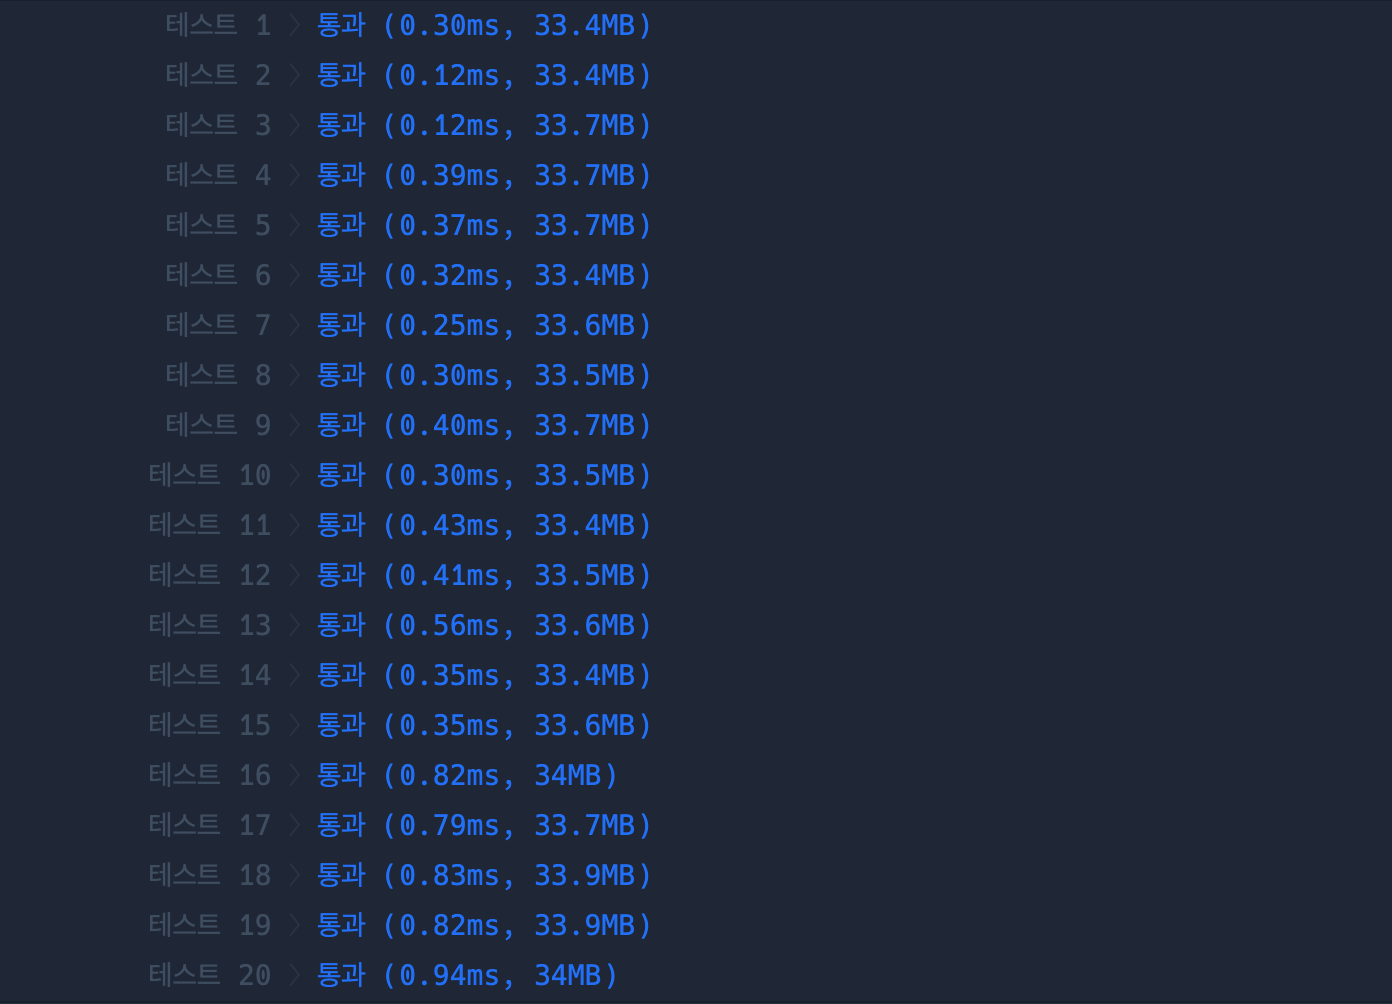 테스트 1 〉 통과 (0.30ms, 33.4MB)
테스트 2 〉 통과 (0.12ms, 33.4MB)
테스트 3 〉 통과 (0.12ms, 33.7MB)
테스트 4 〉 통과 (0.39ms, 33.7MB)
테스트 5 〉 통과 (0.37ms, 33.7MB)
테스트 6 〉 통과 (0.32ms, 33.4MB)
테스트 7 〉 통과 (0.25ms, 33.6MB)
테스트 8 〉 통과 (0.30ms, 33.5MB)
테스트 9 〉 통과 (0.40ms, 33.7MB)
테스트 10 〉 통과 (0.30ms, 33.5MB)
테스트 11 〉 통과 (0.43ms, 33.4MB)
테스트 12 〉 통과 (0.41ms, 33.5MB)
테스트 13 〉 통과 (0.56ms, 33.6MB)
테스트 14 〉 통과 (0.35ms, 33.4MB)
테스트 15 〉 통과 (0.35ms, 33.6MB)
테스트 16 〉 통과 (0.82ms, 34MB)
테스트 17 〉 통과 (0.79ms, 33.7MB)
테스트 18 〉 통과 (0.83ms, 33.9MB)
테스트 19 〉 통과 (0.82ms, 33.9MB)
테스트 20 〉 통과 (0.94ms, 34MB)